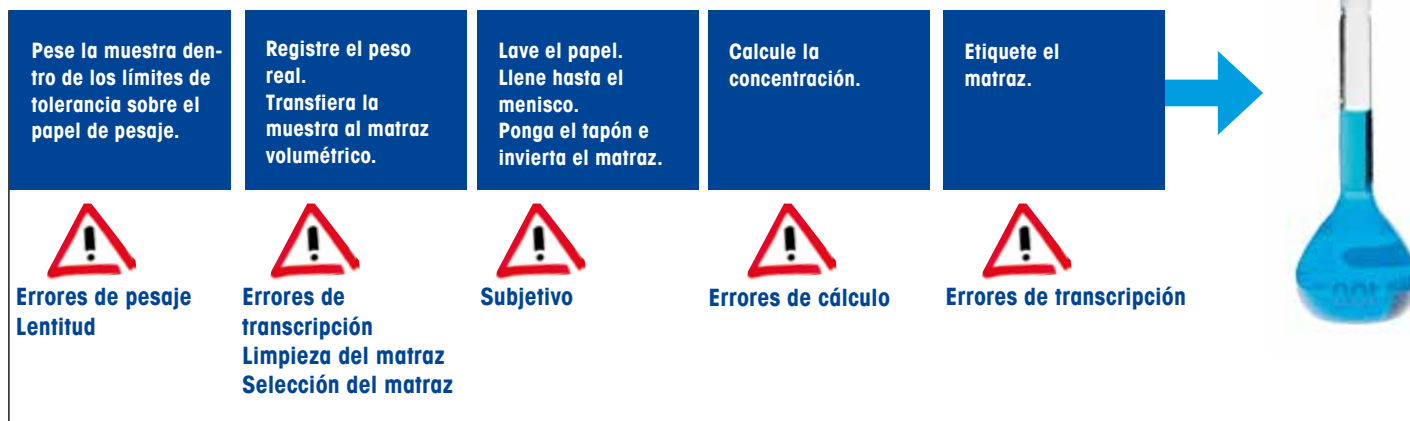 Pese la muestra den-
tro de los límites de
tolerancia sobre el
papel de pesaje.
Registre el peso
real.
Transfiera la
muestra al matraz
volumétrico.
Lave el papel.
Llene hasta el
menisco.
Ponga el tapón e
invierta el matraz.
Calcule la
concentración.
Etiquete el
matraz.
Errores de pesaje
Lentitud
Errores de
transcripción
Limpieza del matraz
Selección del matraz
Subjetivo
Errores de cálculo
Errores de transcripción